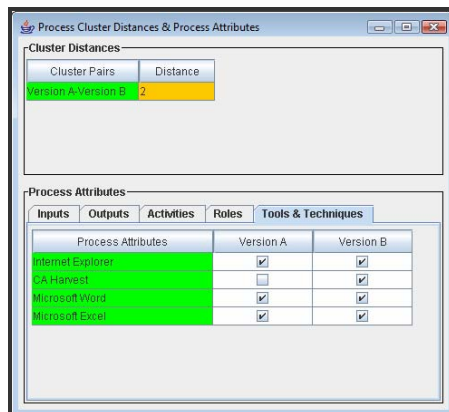 Process Cluster Distances & Process Attributes
Cluster Distances
Cluster Pairs Distance
Version A-Version B 2
Process Attributes
Inputs Outputs Activities Roles Tools & Techniques
Process Attributes Version A Version B
Internet Explorer
CA Harvest
Microsoft Word
Microsoft Excel